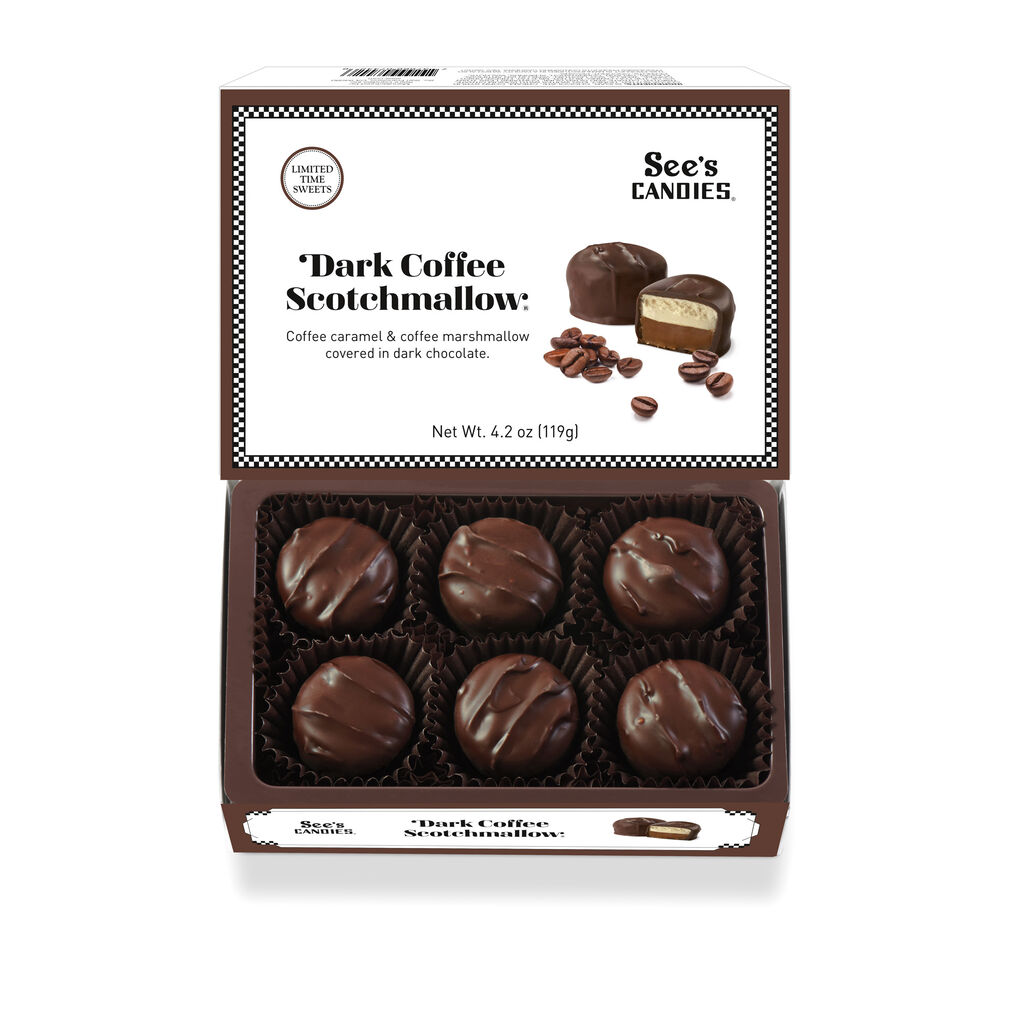 LIMITED
TIME
SWEETS
See's
CANDIES®
Dark Coffee
Scotchmallow®
Coffee caramel & coffee marshmallow
covered in dark chocolate.
Net Wt. 4.2 oz (119g)
See's
CANDIES®
Dark Coffee
Scotchmallow®